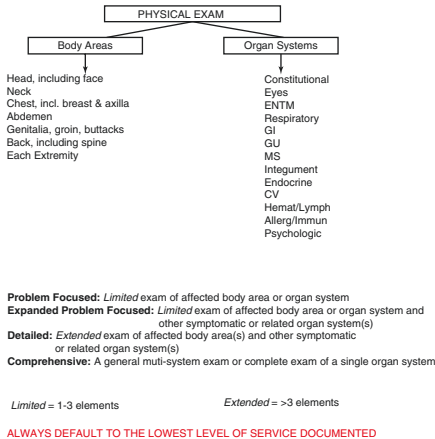 PHYSICAL EXAM
Body Areas
Organ Systems
Head, including face
Neck
Chest, incl. breast & axilla
Abdemen
Genitalia, groin, buttacks
Back, including spine
Each Extremity
Constitutional
Eyes
ENTM
Respiratory
GI
GU
MS
Integument
Endocrine
CV
Hemat/Lymph
Allerg/Immun
Psychologic
Problem Focused: Limited exam of affected body area or organ system
Expanded Problem Focused: Limited exam of affected body area or organ system and
other symptomatic or related organ system(s)
Detailed: Extended exam of affected body area(s) and other symptomatic
or related organ system(s)
Comprehensive: A general muti-system exam or complete exam of a single organ system
Limited = 1-3 elements
Extended = >3 elements
ALWAYS DEFAULT TO THE LOWEST LEVEL OF SERVICE DOCUMENTED